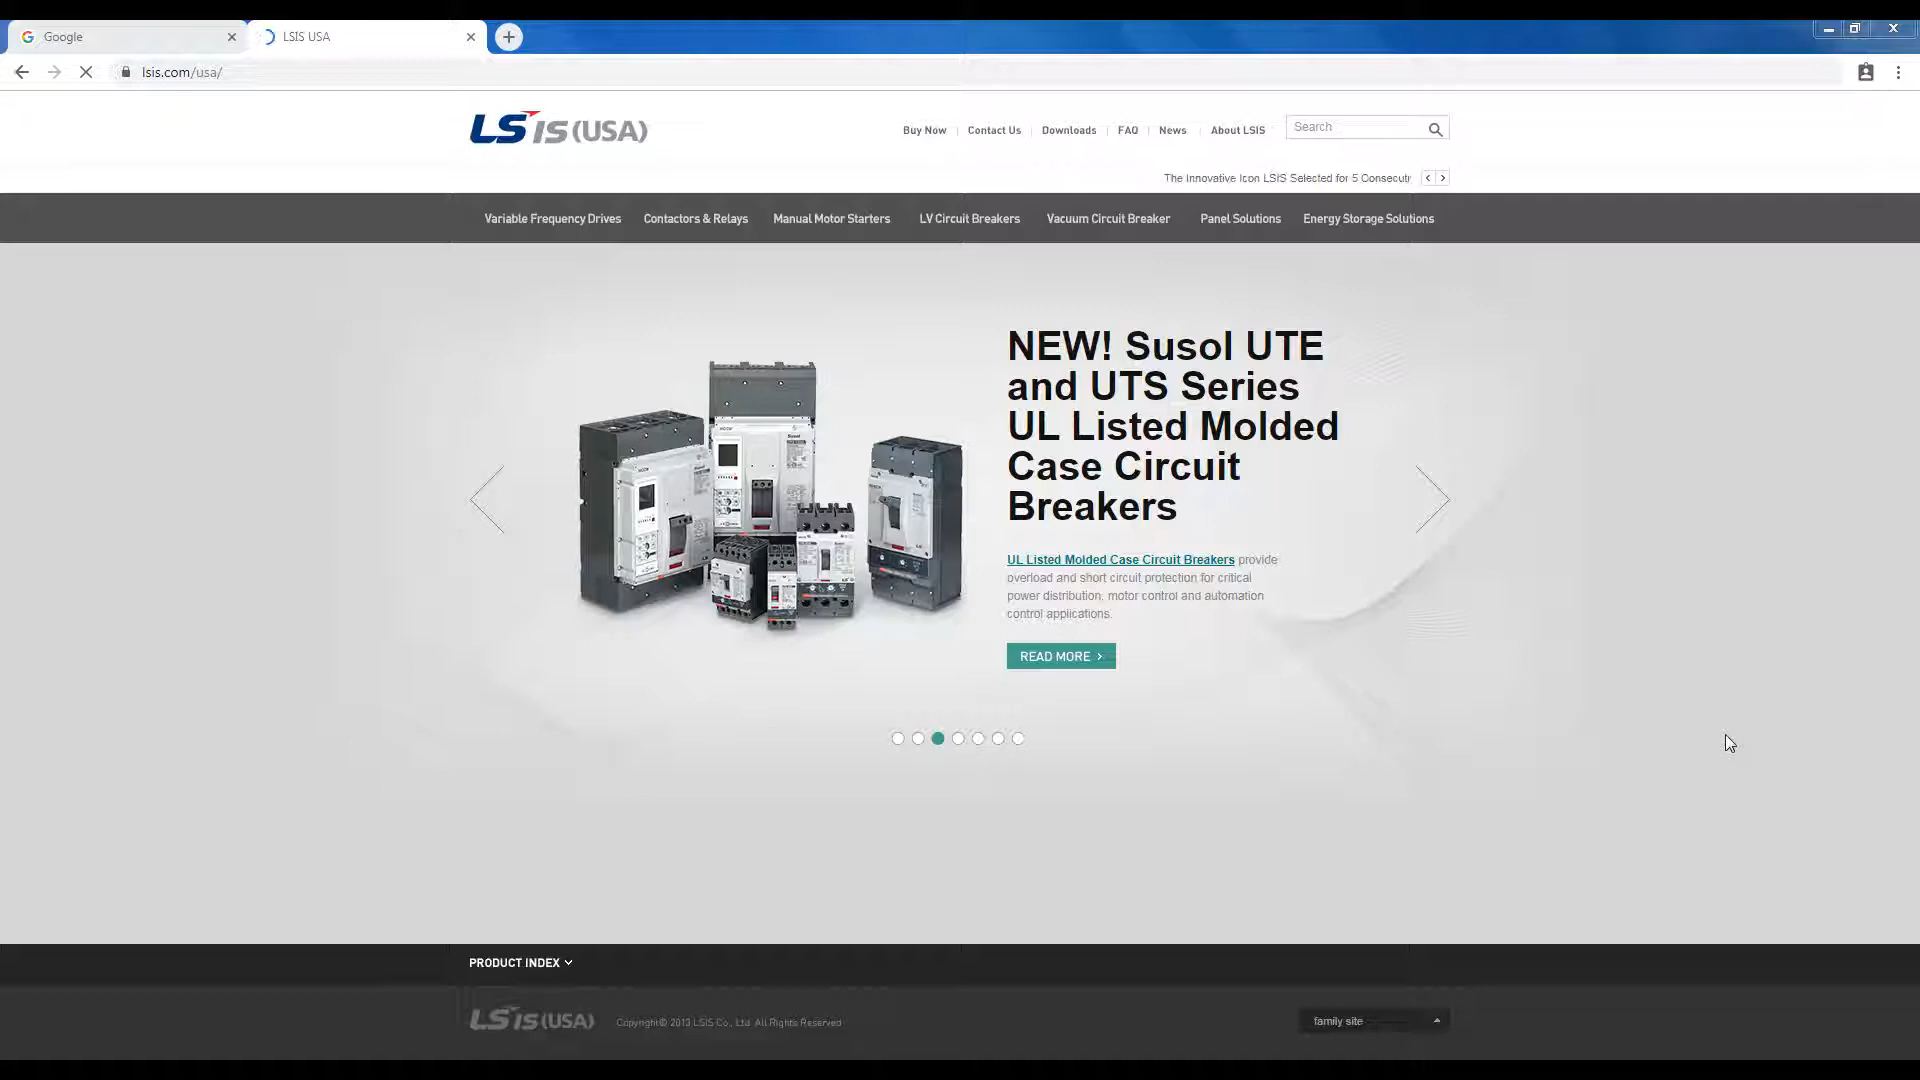 Google
LSIS USA
lsis.com/usa/
LS IS (USA)
Buy Now
Contact Us
Downloads
FAQ
News
About LSIS
Search
The Innovative Icon LSIS Selected for 5 Consecuti
Variable Frequency Drives
Contactors & Relays
Manual Motor Starters
LV Circuit Breakers
Vacuum Circuit Breaker
Panel Solutions
Energy Storage Solutions
NEW! Susol UTE
and UTS Series
UL Listed Molded
Case Circuit
Breakers
UL Listed Molded Case Circuit Breakers provide
overload and short circuit protection for critical
power distribution, motor control and automation
control applications.
READ MORE
PRODUCT INDEX
LS IS (USA)
Copyright© 2013 LSIS Co., Ltd. All Rights Reserved
family site